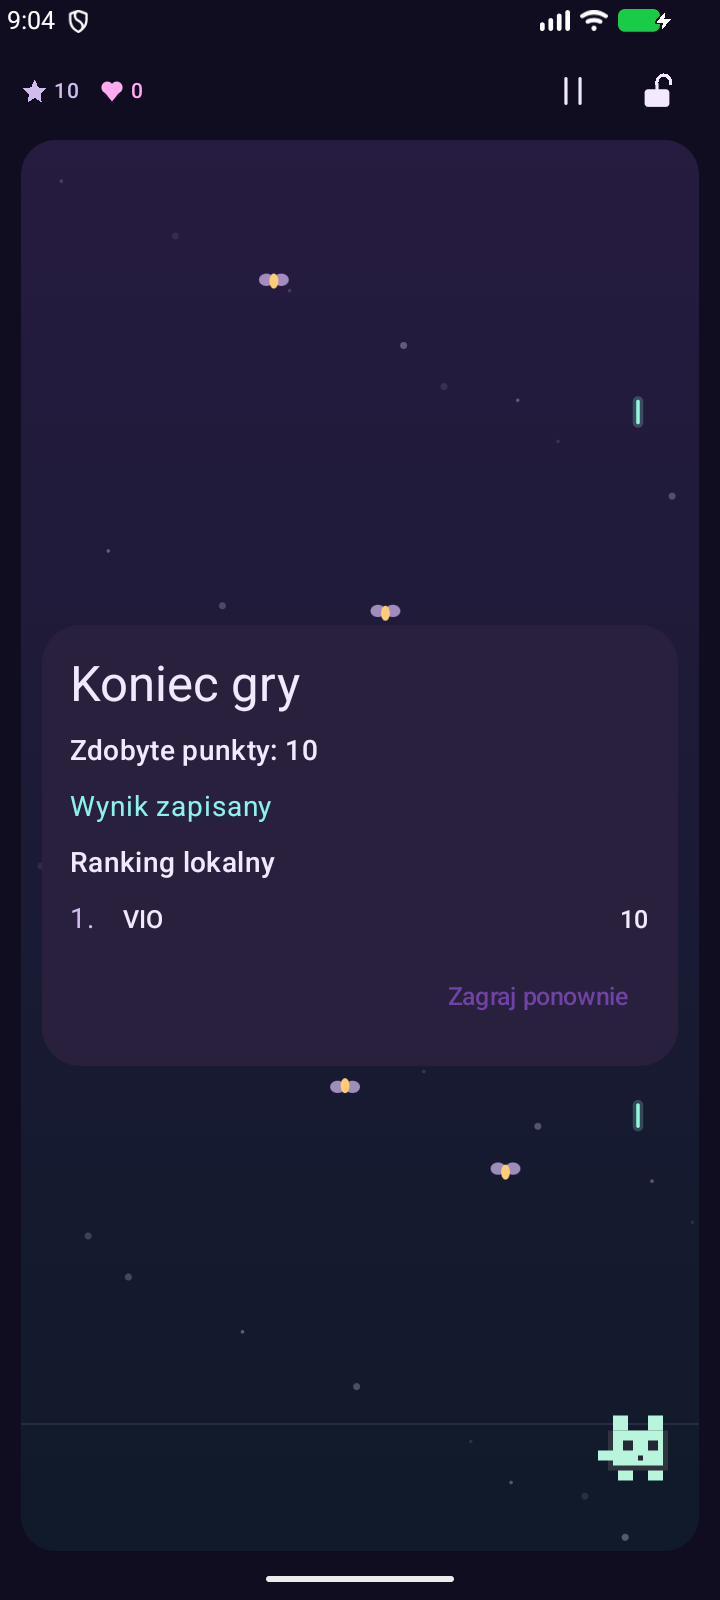 9:04
10 0
Koniec gry
Zdobyte punkty: 10
Wynik zapisany
Ranking lokalny
1. VIO 10
Zagraj ponownie